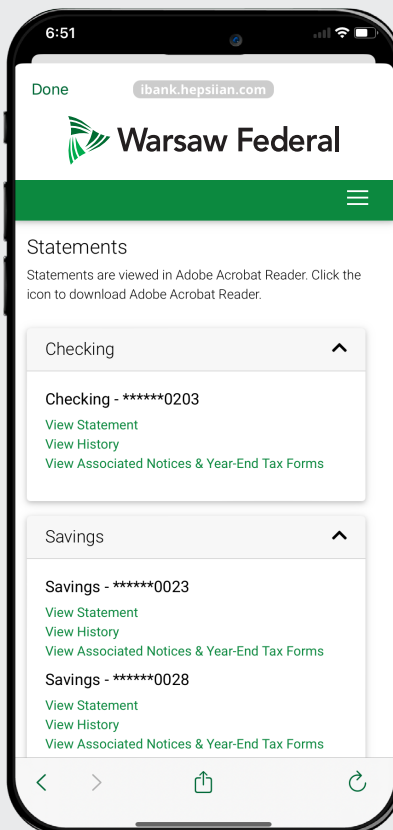 6:51
Done
ibank.hepsiian.com
Warsaw Federal
Statements
Statements are viewed in Adobe Acrobat Reader. Click the
icon to download Adobe Acrobat Reader.
Checking
Checking - ******0203
View Statement
View History
View Associated Notices & Year-End Tax Forms
Savings
Savings - ******0023
View Statement
View History
View Associated Notices & Year-End Tax Forms
Savings - ******0028
View Statement
View History
View Associated Notices & Year-End Tax Forms